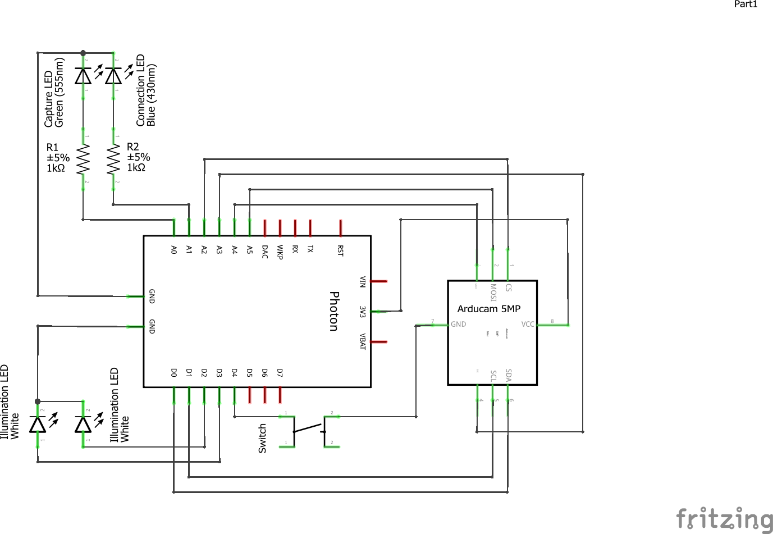 Part1
Capture LED
Green (555nm)
Connection LED
Blue (430nm)
R1
±5%
1kΩ
R2
±5%
1kΩ
A0
A1
A2
A3
A4
A5
DAC
WKP
RX
TX
RST
GND
GND
Photon
VIN
3V3
VBAT
D0
D1
D2
D3
D4
D5
D6
D7
MOSI
CS
Arducam 5MP
GND
VCC
SCL
SDA
Switch
Illumination LED
White
Illumination LED
White
fritzing